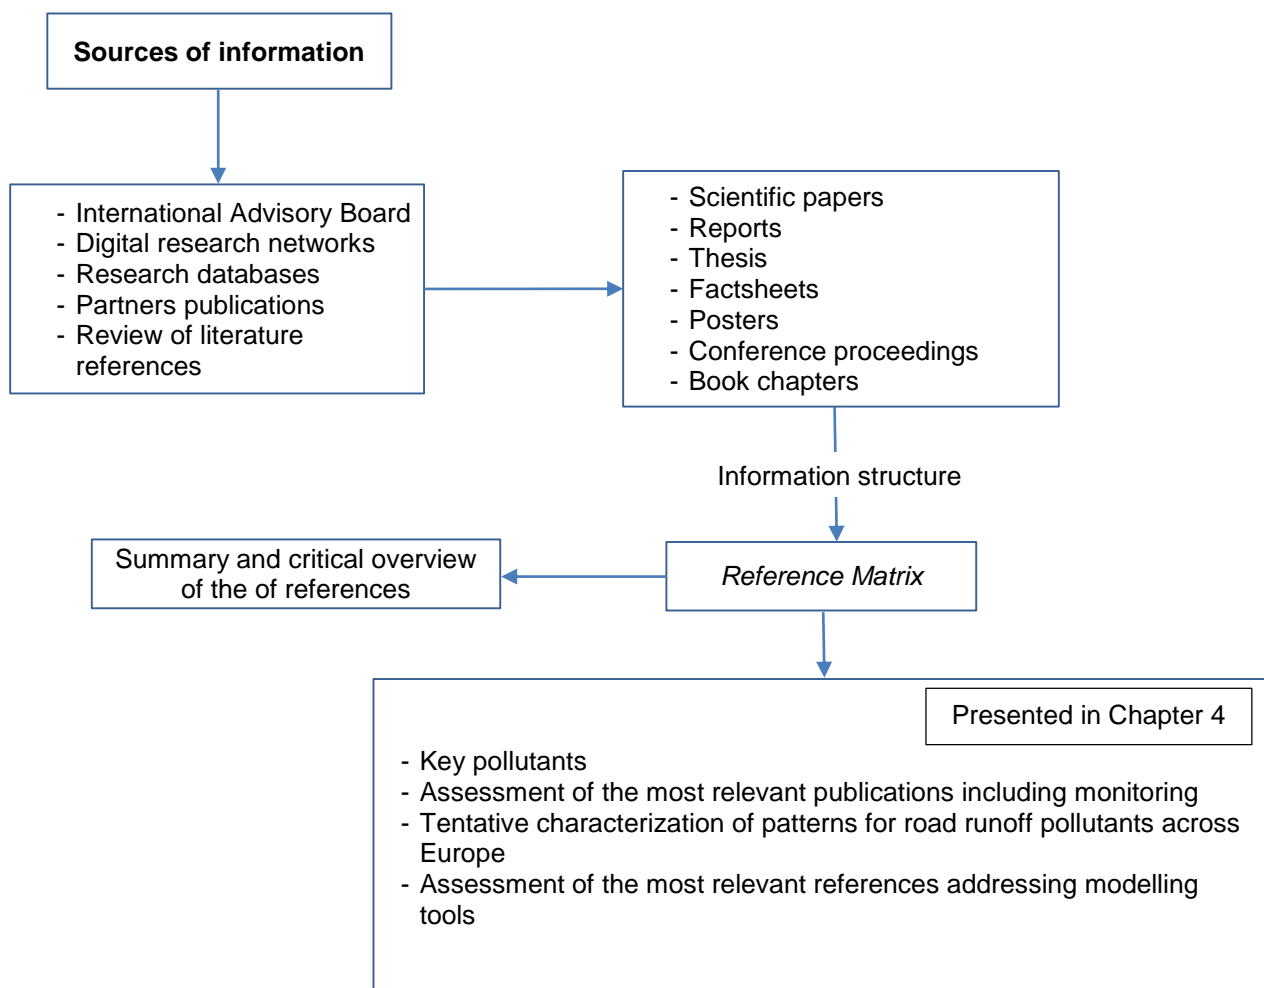 Sources of information
- International Advisory Board
- Digital research networks
- Research databases
- Partners publications
- Review of literature
references
- Scientific papers
- Reports
- Thesis
- Factsheets
- Posters
- Conference proceedings
- Book chapters
Information structure
Summary and critical overview
of the of references
Reference Matrix
Presented in Chapter 4
- Key pollutants
- Assessment of the most relevant publications including monitoring
- Tentative characterization of patterns for road runoff pollutants across
Europe
- Assessment of the most relevant references addressing modelling
tools